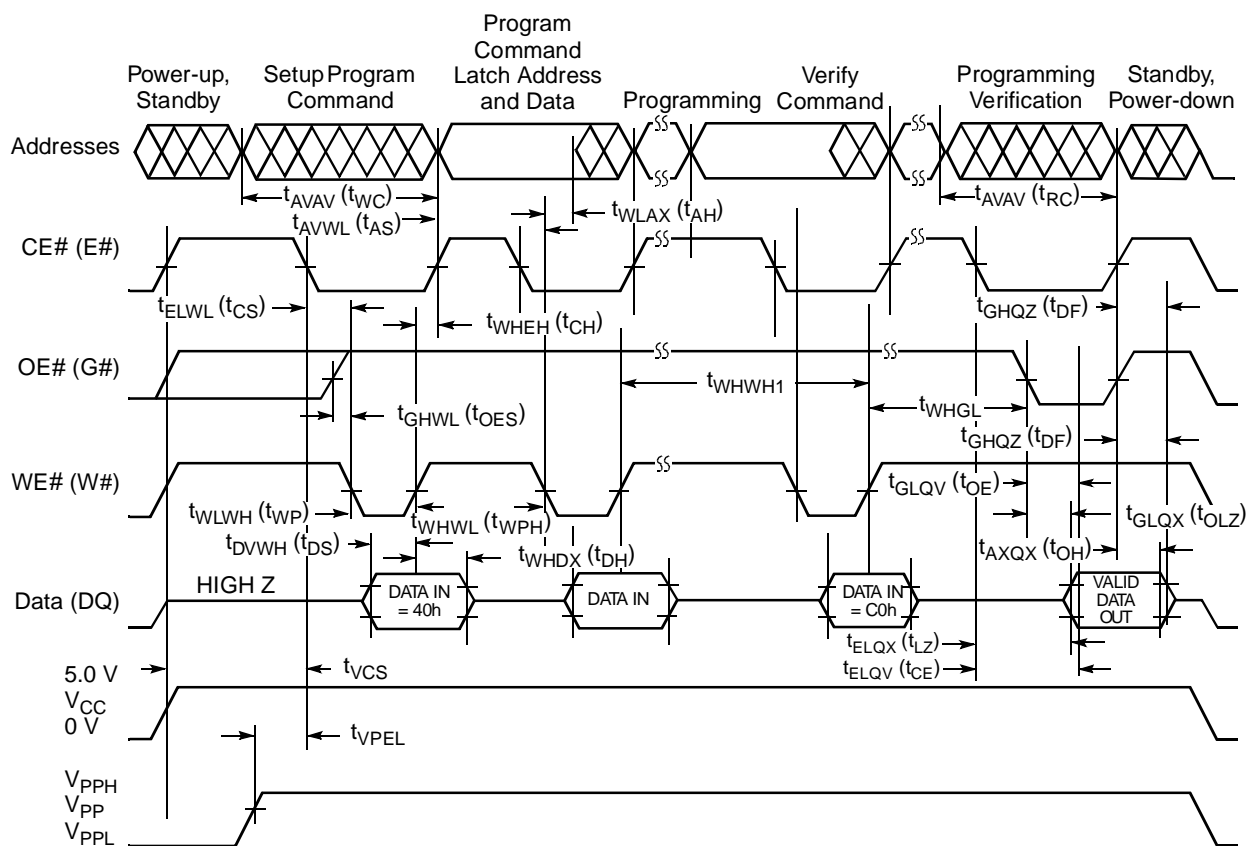 Power-up,
Standby
Setup Program
Command
Program
Command
Latch Address
and Data
Programming
Verify
Command
Programming
Verification
Standby,
Power-down
Addresses
tAVAV (tWC)
tAVWL (tAS)
tWLAX (tAH)
tAVAV (tRC)
CE# (E#)
tELWL (tCS)
tWHEH (tCH)
tGHQZ (tDF)
OE# (G#)
tWHWH1
tWHGL
tGHWL (tOES)
tGHQZ (tDF)
WE# (W#)
tGLQV (tOE)
tWLWH (tWP)
tWHWL (tWPH)
tGLQX (tOLZ)
tDVWH (tDS)
tWHDX (tDH)
tAXQX (tOH)
Data (DQ)
HIGH Z
DATA IN
= 40h
DATA IN
DATA IN
= C0h
VALID
DATA
OUT
tELQX (tLZ)
tELQV (tCE)
5.0 V
VCC
0 V
tVCS
tVPEL
VPPH
VPP
VPPL